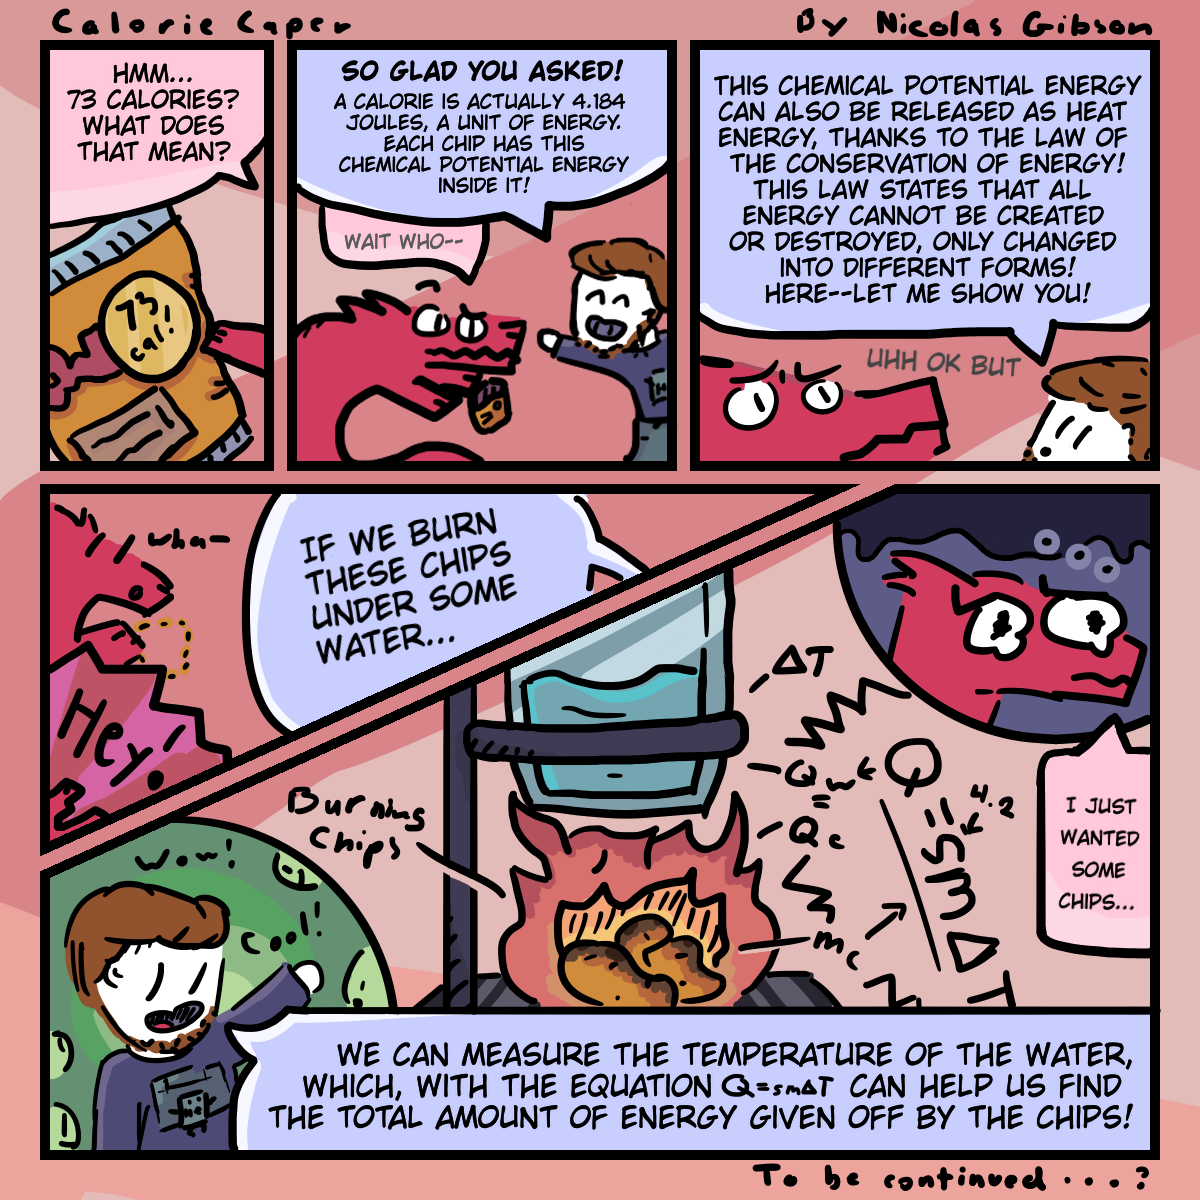 Calorie Caper
By Nicolas Gibson
HMM...
73 CALORIES?
WHAT DOES
THAT MEAN?
73!
cal!
SO GLAD YOU ASKED!
A CALORIE IS ACTUALLY 4.184
JOULES, A UNIT OF ENERGY.
EACH CHIP HAS THIS
CHEMICAL POTENTIAL ENERGY
INSIDE IT!
WAIT WHO--
THIS CHEMICAL POTENTIAL ENERGY
CAN ALSO BE RELEASED AS HEAT
ENERGY, THANKS TO THE LAW OF
THE CONSERVATION OF ENERGY!
THIS LAW STATES THAT ALL
ENERGY CANNOT BE CREATED
OR DESTROYED, ONLY CHANGED
INTO DIFFERENT FORMS!
HERE--LET ME SHOW YOU!
UHH OK BUT
wha-
Hey!
IF WE BURN
THESE CHIPS
UNDER SOME
WATER...
ΔT
Qw
Q
=
Qc
mc
Q=smΔT
4.2
Burning
Chips
I JUST
WANTED
SOME
CHIPS...
Wow!
Cool!
WE CAN MEASURE THE TEMPERATURE OF THE WATER,
WHICH, WITH THE EQUATION Q=smΔT CAN HELP US FIND
THE TOTAL AMOUNT OF ENERGY GIVEN OFF BY THE CHIPS!
To be continued...?